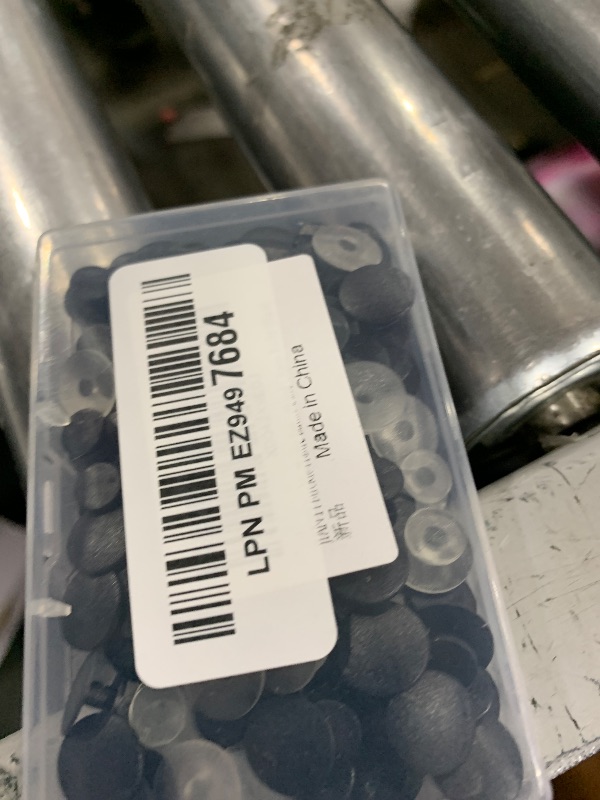 LPN PM EZ949 7684
Made in China
新品